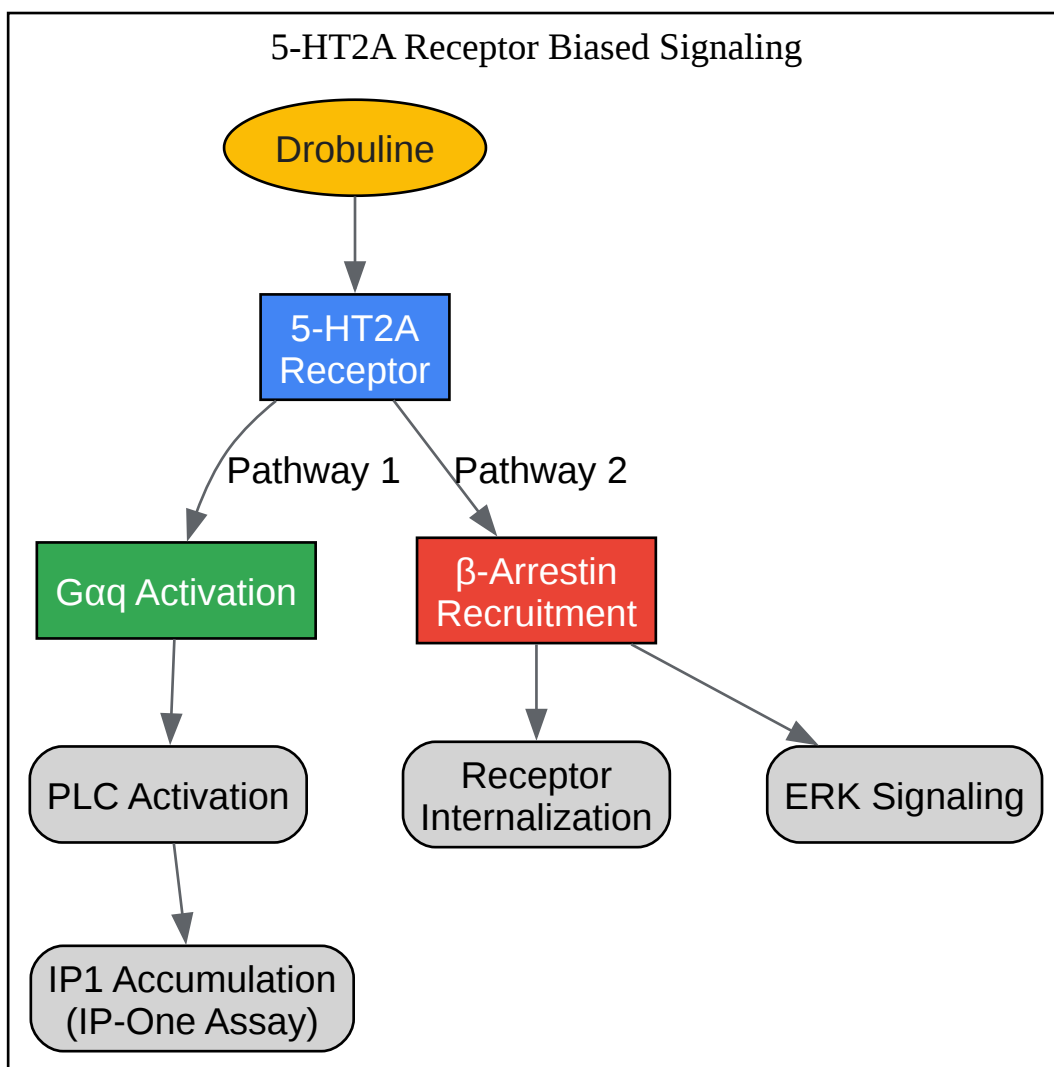 5-HT2A Receptor Biased Signaling
Drobuline
5-HT2A
Receptor
Pathway 1
Pathway 2
Gαq Activation
β-Arrestin
Recruitment
PLC Activation
Receptor
Internalization
ERK Signaling
IP1 Accumulation
(IP-One Assay)